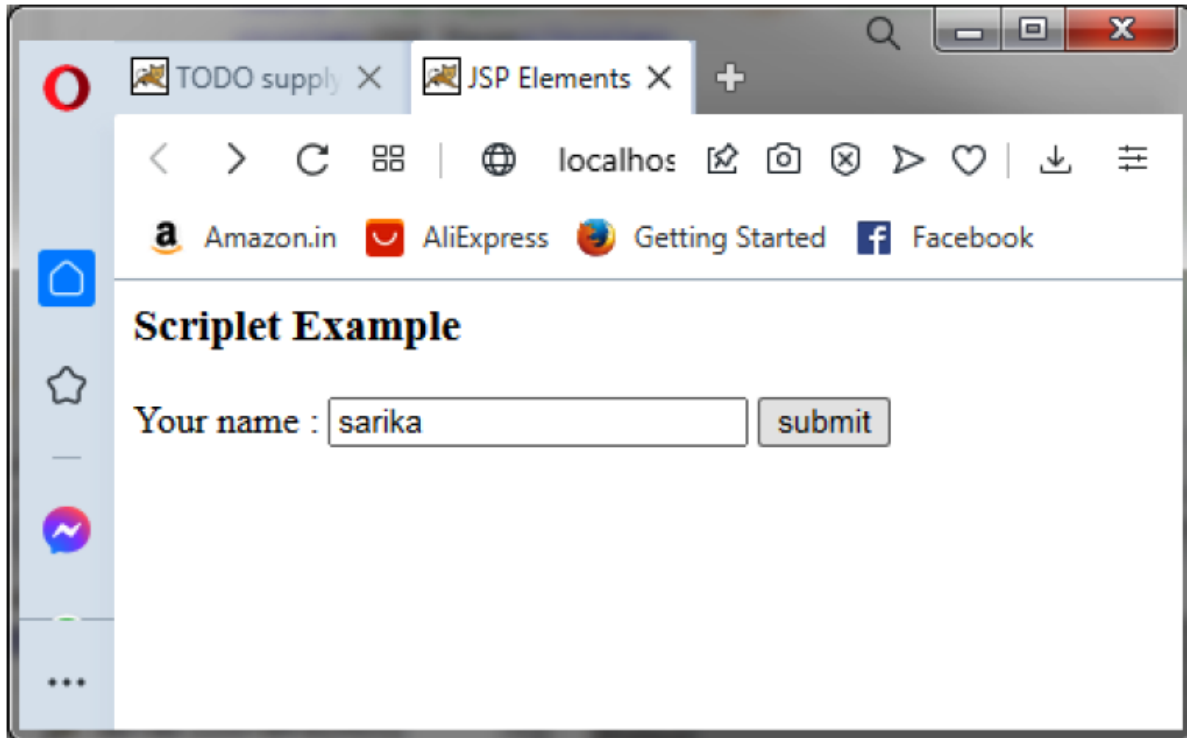 TODO supply JSP Elements
localhos
Amazon.in AliExpress Getting Started Facebook
Scriplet Example
Your name : sarika submit